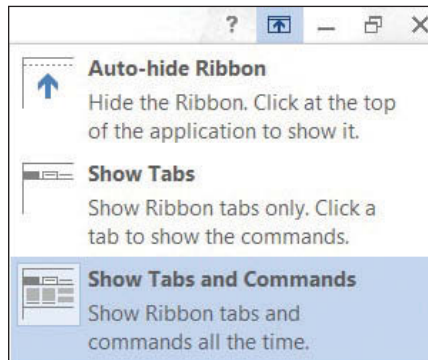 ?
Auto-hide Ribbon
Hide the Ribbon. Click at the top
of the application to show it.
Show Tabs
Show Ribbon tabs only. Click a
tab to show the commands.
Show Tabs and Commands
Show Ribbon tabs and
commands all the time.